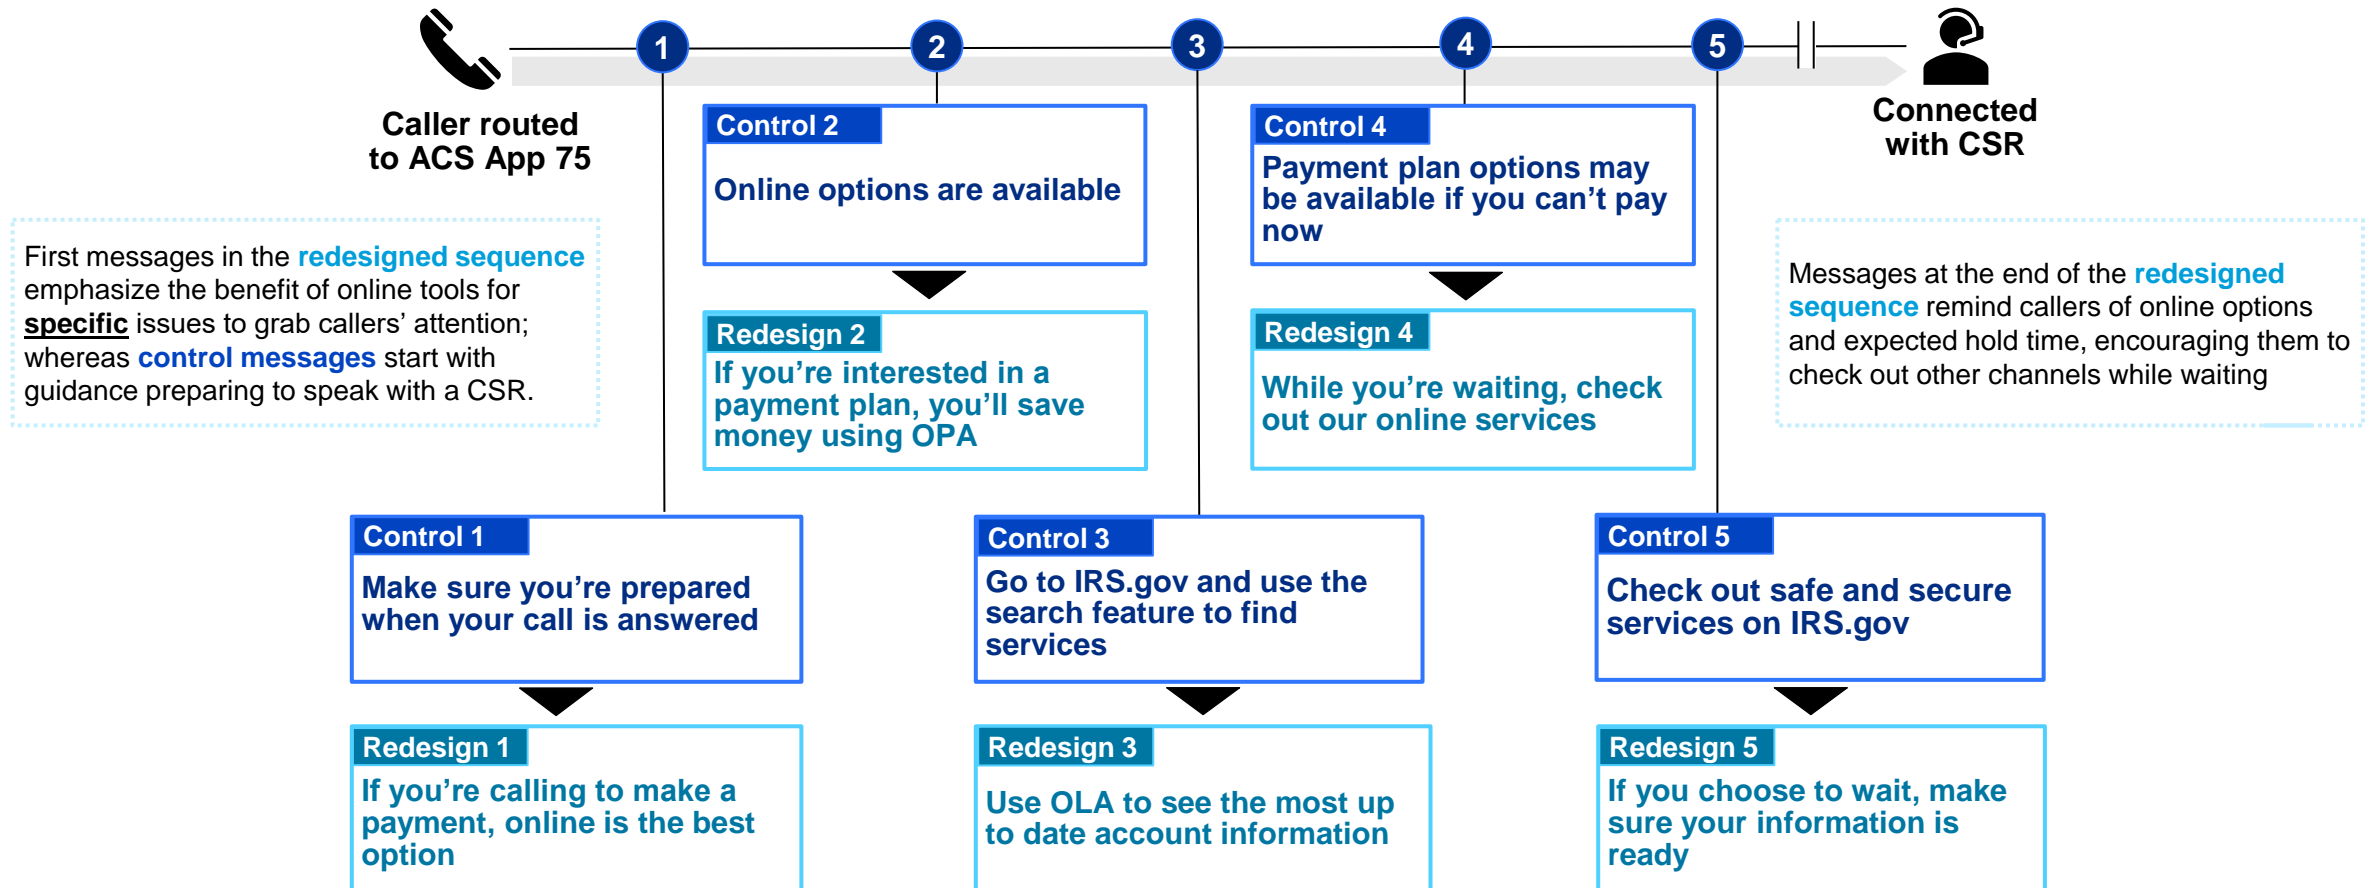 1
2
3
4
5
Caller routed
to ACS App 75
Connected
with CSR
First messages in the redesigned sequence
emphasize the benefit of online tools for
specific issues to grab callers’ attention;
whereas control messages start with
guidance preparing to speak with a CSR.
Control 2
Online options are available
Redesign 2
If you’re interested in a
payment plan, you’ll save
money using OPA
Control 4
Payment plan options may
be available if you can’t pay
now
Redesign 4
While you’re waiting, check
out our online services
Messages at the end of the redesigned
sequence remind callers of online options
and expected hold time, encouraging them to
check out other channels while waiting
Control 1
Make sure you’re prepared
when your call is answered
Redesign 1
If you’re calling to make a
payment, online is the best
option
Control 3
Go to IRS.gov and use the
search feature to find
services
Redesign 3
Use OLA to see the most up
to date account information
Control 5
Check out safe and secure
services on IRS.gov
Redesign 5
If you choose to wait, make
sure your information is
ready